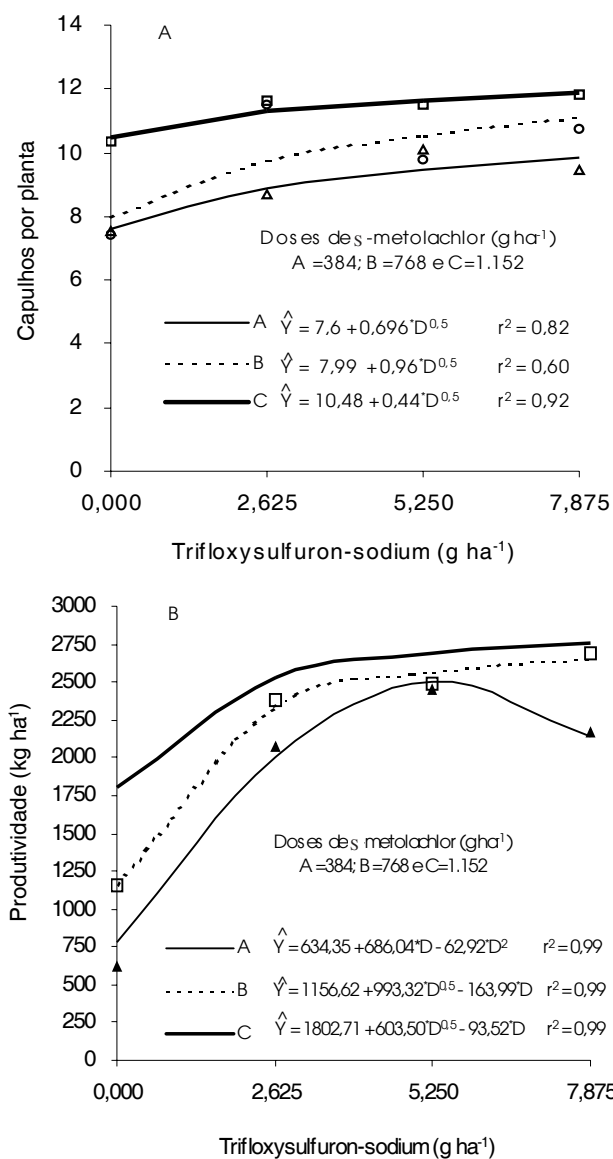 A
14
12
10
8
6
4
2
0
Capulhos por planta
Doses de s-metolachlor (g ha-1)
A =384; B =768 e C=1.152
A Ŷ = 7,6 +0,696*D0,5 r2 = 0,82
B Ŷ = 7,99 +0,96*D0,5 r2 = 0,60
C Ŷ = 10,48 +0,44*D0,5 r2 = 0,92
0,000 2,625 5,250 7,875
Trifloxysulfuron-sodium (g ha-1)
B
3000
2750
2500
2250
2000
1750
1500
1250
1000
750
500
250
0
Produtividade (kg ha1)
Doses de s metolachlor (gha1)
A=384; B=768 e C=1.152
A Ŷ=634,35 +686,04*D - 62,92*D2 r2=0,99
B Ŷ=1156,62 +993,32*D0,5 - 163,99*D r2=0,99
C Ŷ=1802,71 +603,50*D0,5 - 93,52*D r2=0,99
0,000 2,625 5,250 7,875
Trifloxysulfuron-sodium (g ha-1)